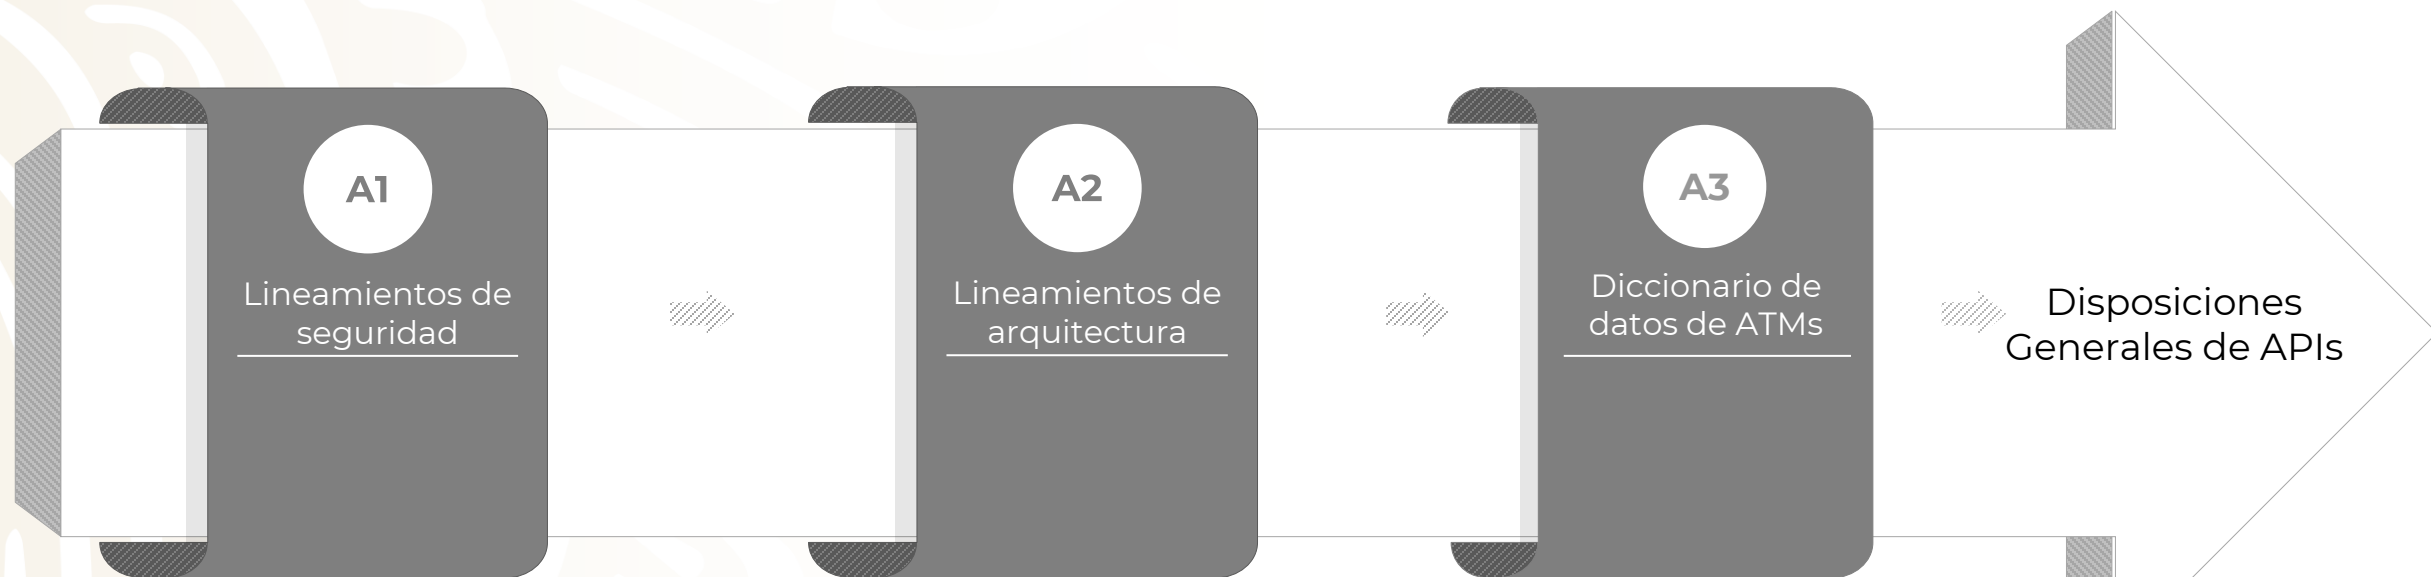 A1
Lineamientos de
seguridad
A2
Lineamientos de
arquitectura
A3
Diccionario de
datos de ATMs
Disposiciones
Generales de APIs